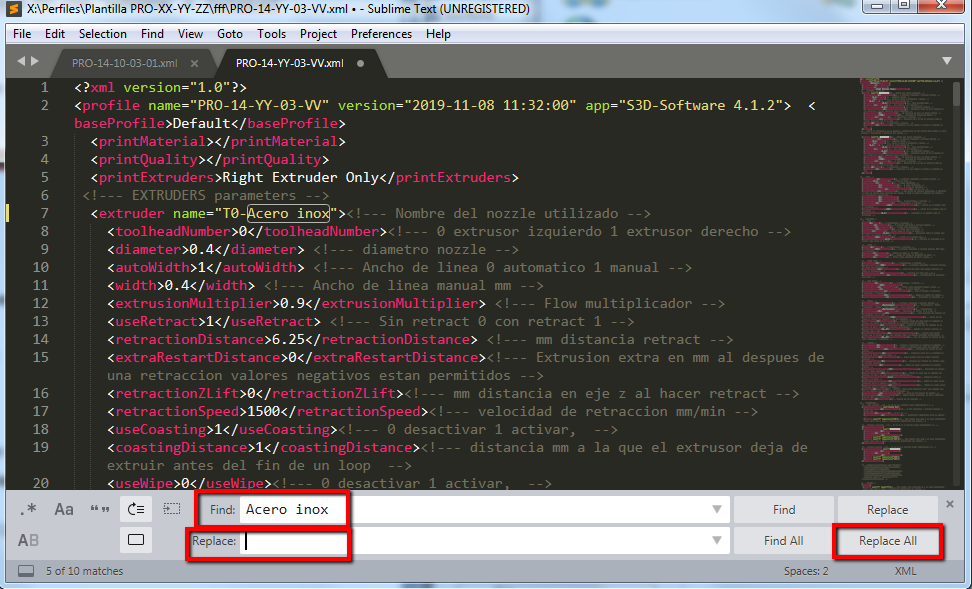 X:\Perfiles\Plantilla PRO-XX-YY-ZZ\fff\PRO-14-YY-03-VV.xml • - Sublime Text (UNREGISTERED)
File Edit Selection Find View Goto Tools Project Preferences Help
PRO-14-10-03-01.xml × PRO-14-YY-03-VV.xml
1 <?xml version="1.0"?>
2 <profile name="PRO-14-YY-03-VV" version="2019-11-08 11:32:00" app="S3D-Software 4.1.2"> <
baseProfile>Default</baseProfile>
3 <printMaterial></printMaterial>
4 <printQuality></printQuality>
5 <printExtruders>Right Extruder Only</printExtruders>
6 <!--- EXTRUDERS parameters -->
7 <extruder name="T0-Acero inox"><!--- Nombre del nozzle utilizado -->
8 <toolheadNumber>0</toolheadNumber><!--- 0 extrusor izquierdo 1 extrusor derecho -->
9 <diameter>0.4</diameter> <!--- diametro nozzle -->
10 <autoWidth>1</autoWidth> <!--- Ancho de linea 0 automatico 1 manual -->
11 <width>0.4</width> <!--- Ancho de linea manual mm -->
12 <extrusionMultiplier>0.9</extrusionMultiplier> <!--- Flow multiplicador -->
13 <useRetract>1</useRetract> <!--- Sin retract 0 con retract 1 -->
14 <retractionDistance>6.25</retractionDistance> <!--- mm distancia retract -->
15 <extraRestartDistance>0</extraRestartDistance><!--- Extrusion extra en mm al despues de
una retracion valores negativos estan permitidos -->
16 <retractionZLift>0</retractionZLift><!--- mm distancia en eje z al hacer retract -->
17 <retractionSpeed>1500</retractionSpeed><!--- velocidad de retracion mm/min -->
18 <useCoasting>1</useCoasting><!--- 0 desactivar 1 activar, -->
19 <coastingDistance>1</coastingDistance><!--- distancia mm a la que el extrusor deja de
extruir antes del fin de un loop -->
20 <useWipe>0</useWipe><!--- 0 desactivar 1 activar, -->
.* Aa “” Find: Acero inox Find Replace ×
AB Replace: Find All Replace All
5 of 10 matches Spaces: 2 XML